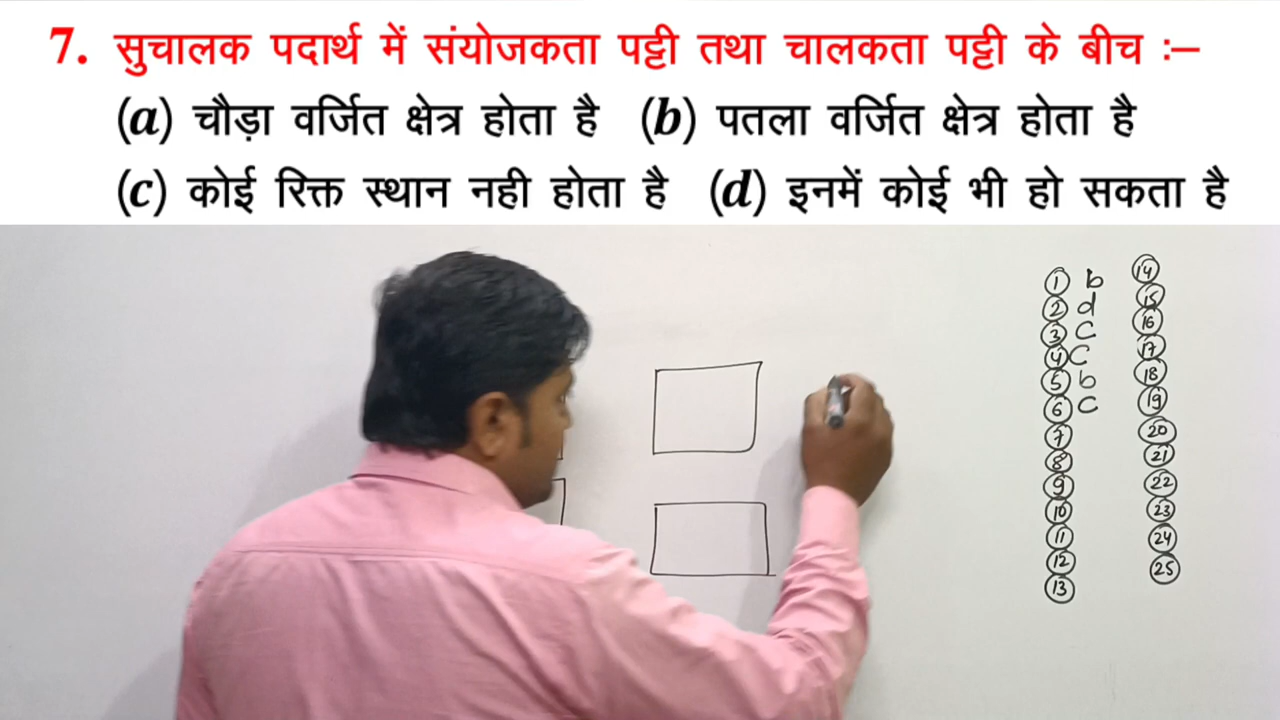 7. सुचालक पदार्थ में संयोजकता पट्टी तथा चालकता पट्टी के बीच :–
(a) चौड़ा वर्जित क्षेत्र होता है (b) पतला वर्जित क्षेत्र होता है
(c) कोई रिक्त स्थान नही होता है (d) इनमें कोई भी हो सकता है
1 b
2 d
3 c
4 c
5 b
6 c
7
8
9
10
11
12
13
14
15
16
17
18
19
20
21
22
23
24
25